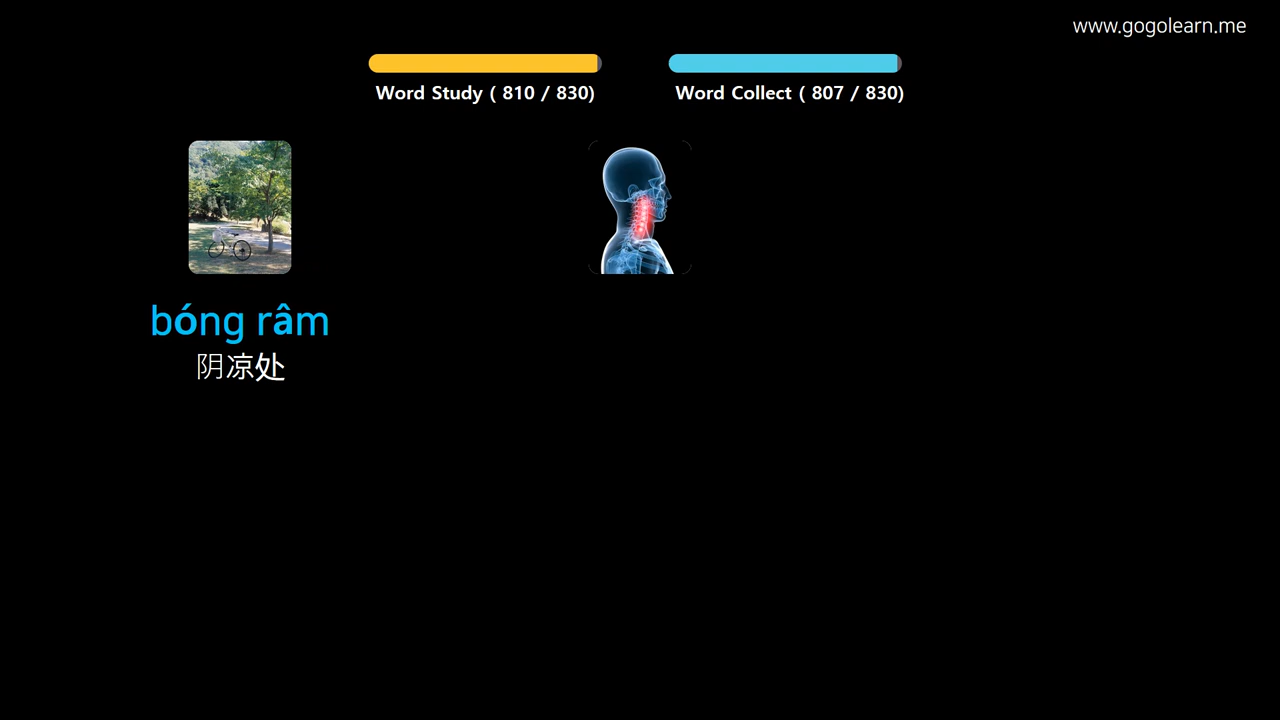 www.gogolearn.me
Word Study ( 810 / 830)
Word Collect ( 807 / 830)
bóng râm
阴凉处